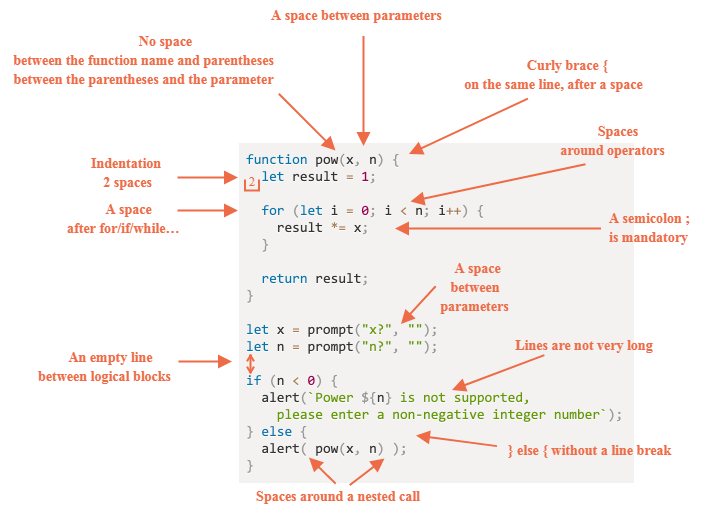 A space between parameters
No space
between the function name and parentheses
between the parentheses and the parameter
Curly brace {
on the same line, after a space
Indentation
2 spaces
A space
after for/if/while…
Spaces
around operators
A semicolon ;
is mandatory
function pow(x, n) {
2
  let result = 1;

  for (let i = 0; i < n; i++) {
    result *= x;
  }

  return result;
}
A space
between
parameters

let x = prompt("x?", "");
let n = prompt("n?", "");
An empty line
between logical blocks
Lines are not very long

if (n < 0) {
  alert(`Power ${n} is not supported,
    please enter a non-negative integer number`);
} else {
  alert( pow(x, n) );
}
} else { without a line break
Spaces around a nested call